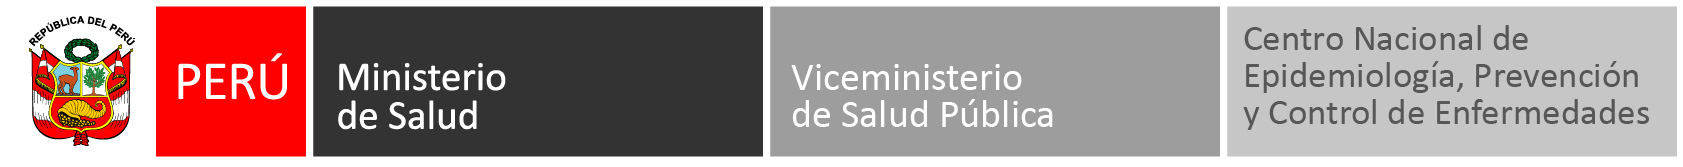 REPÚBLICA DEL PERÚ
PERÚ
Ministerio
de Salud
Viceministerio
de Salud Pública
Centro Nacional de
Epidemiología, Prevención
y Control de Enfermedades